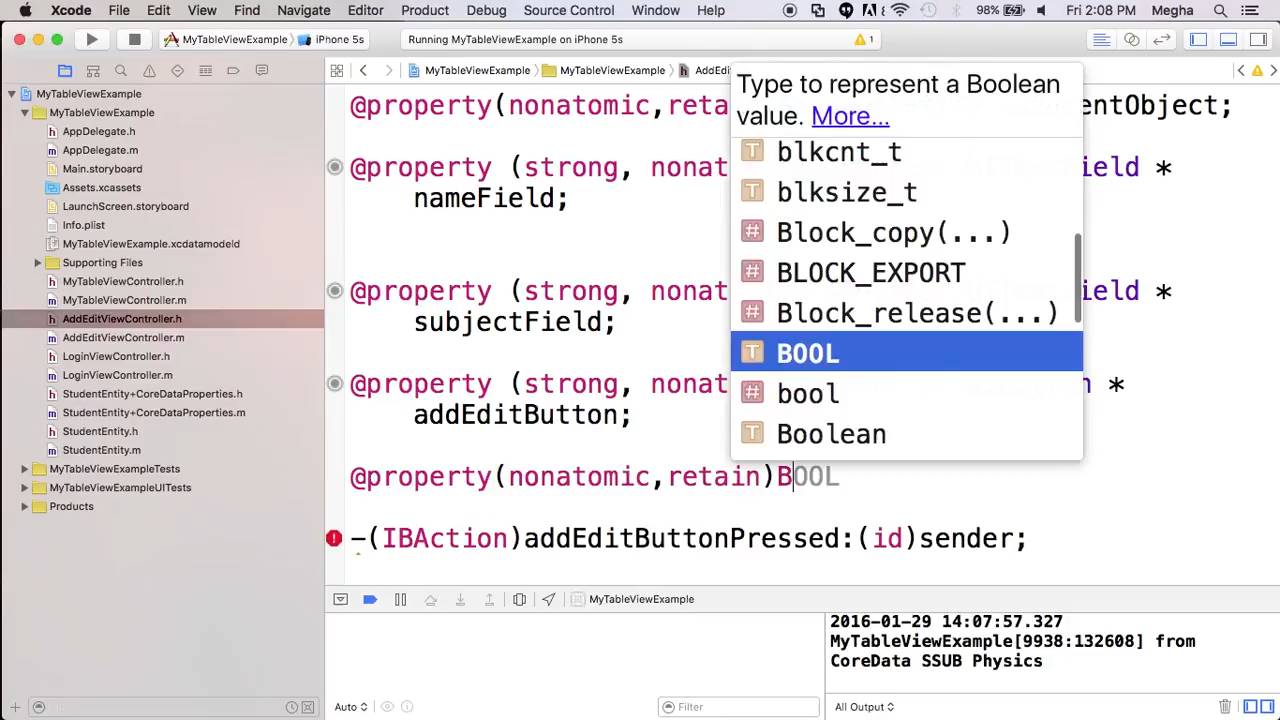 Xcode File Edit View Find Navigate Editor Product Debug Source Control Window Help 98% Fri 2:08 PM Megha
MyTableViewExample iPhone 5s Running MyTableViewExample on iPhone 5s 1
MyTableViewExample MyTableViewExample
MyTableViewExample
MyTableViewExample
AppDelegate.h
AppDelegate.m
Main.storyboard
Assets.xcassets
LaunchScreen.storyboard
Info.plist
MyTableViewExample.xcdatamodeld
Supporting Files
MyTableViewController.h
MyTableViewController.m
AddEditViewController.h
AddEditViewController.m
LoginViewController.h
LoginViewController.m
StudentEntity+CoreDataProperties.h
StudentEntity+CoreDataProperties.m
StudentEntity.h
StudentEntity.m
MyTableViewExampleTests
MyTableViewExampleUITests
Products
@property(nonatomic,reta
@property (strong, nonat
nameField;
@property (strong, nonat
subjectField;
@property (strong, nonat
addEditButton;
@property(nonatomic,retain)BOOL
-(IBAction)addEditButtonPressed:(id)sender;
Type to represent a Boolean
value. More...
T blkcnt_t
T blksize_t
# Block_copy(...)
# BLOCK_EXPORT
# Block_release(...)
T BOOL
# bool
T Boolean
MyTableViewExample
2016-01-29 14:07:57.327
MyTableViewExample[9938:132608] from
CoreData SSUB Physics
Auto Filter All Output